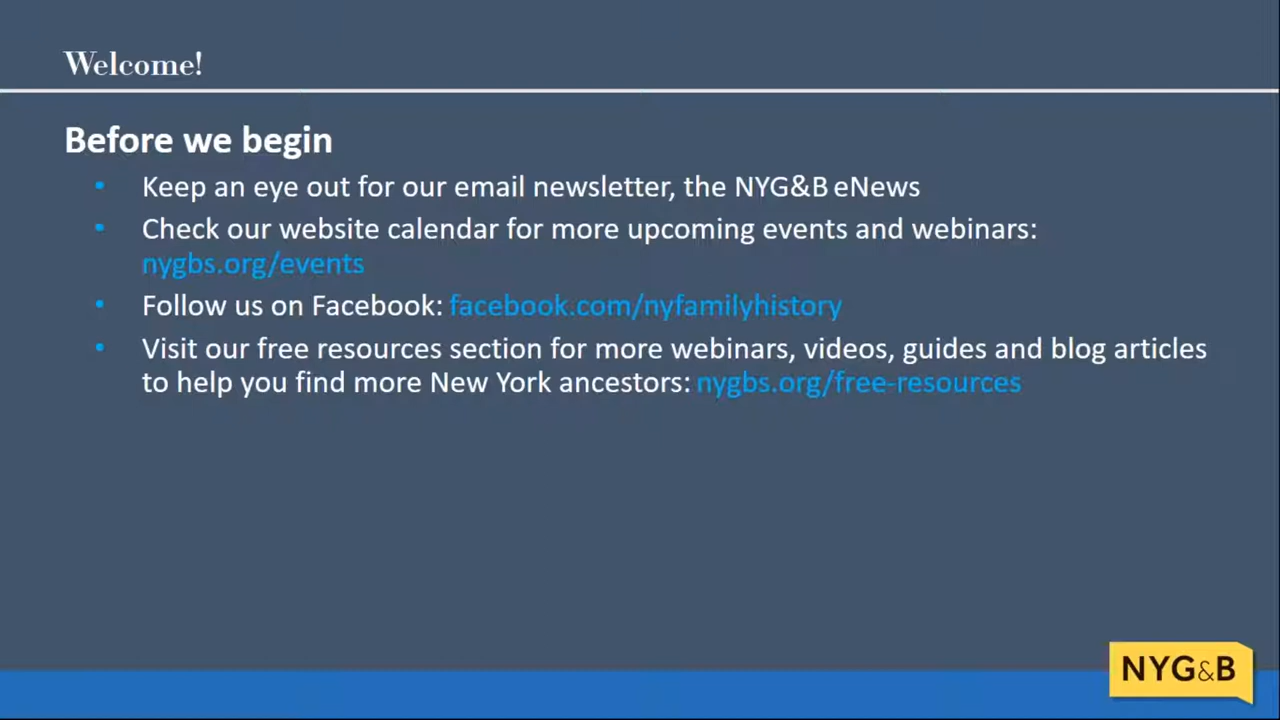 Welcome!
Before we begin
• Keep an eye out for our email newsletter, the NYG&B eNews
• Check our website calendar for more upcoming events and webinars:
nygbs.org/events
• Follow us on Facebook: facebook.com/nyfamilyhistory
• Visit our free resources section for more webinars, videos, guides and blog articles
to help you find more New York ancestors: nygbs.org/free-resources
NYG&B